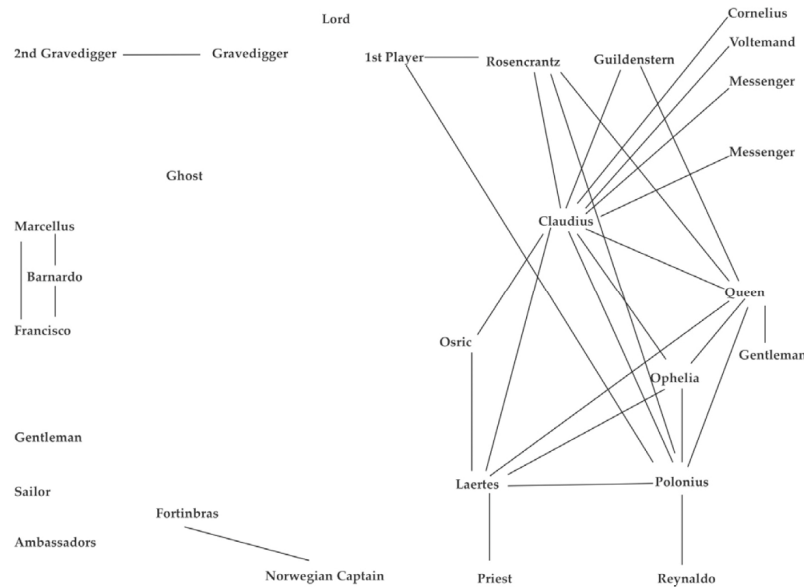 Lord
Cornelius
2nd Gravedigger
Gravedigger
1st Player
Rosencrantz
Guildenstern
Voltemand
Messenger
Messenger
Ghost
Marcellus
Claudius
Barnardo
Queen
Francisco
Osric
Gentleman
Ophelia
Gentleman
Laertes
Polonius
Sailor
Fortinbras
Ambassadors
Norwegian Captain
Priest
Reynaldo